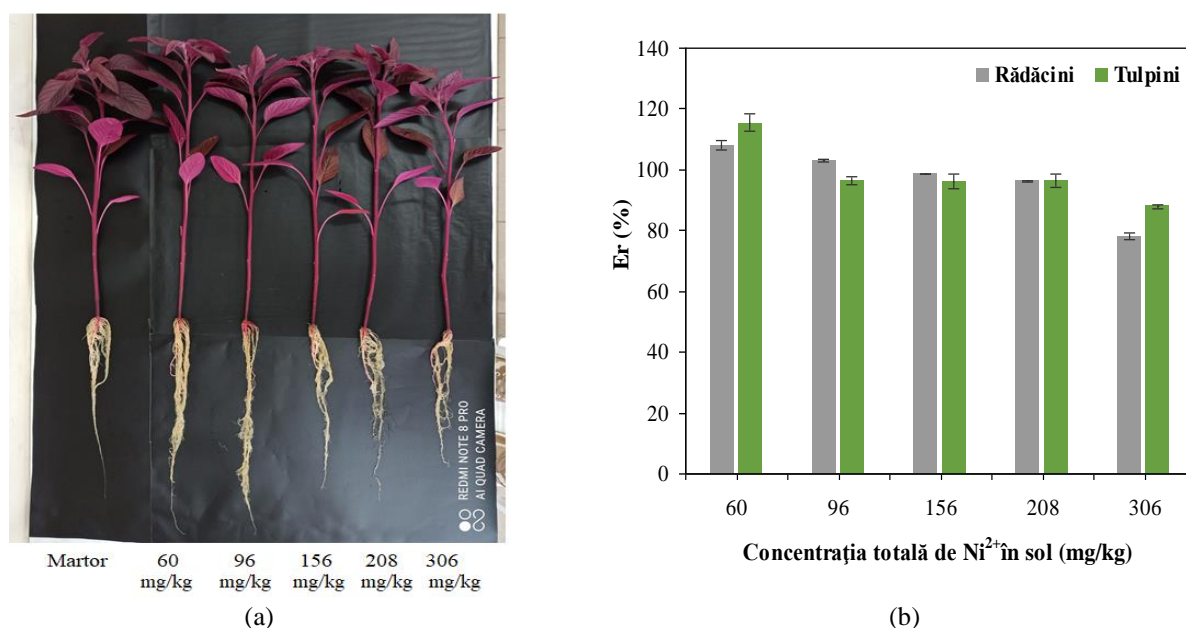 REDMI NOTE 8 PRO
AI QUAD CAMERA
Martor 60 96 156 208 306
mg/kg mg/kg mg/kg mg/kg mg/kg
(a)
140
120
100
80
60
40
20
0
Er (%)
Rădăcini Tulpini
60 96 156 208 306
Concentrația totală de Ni²⁺în sol (mg/kg)
(b)